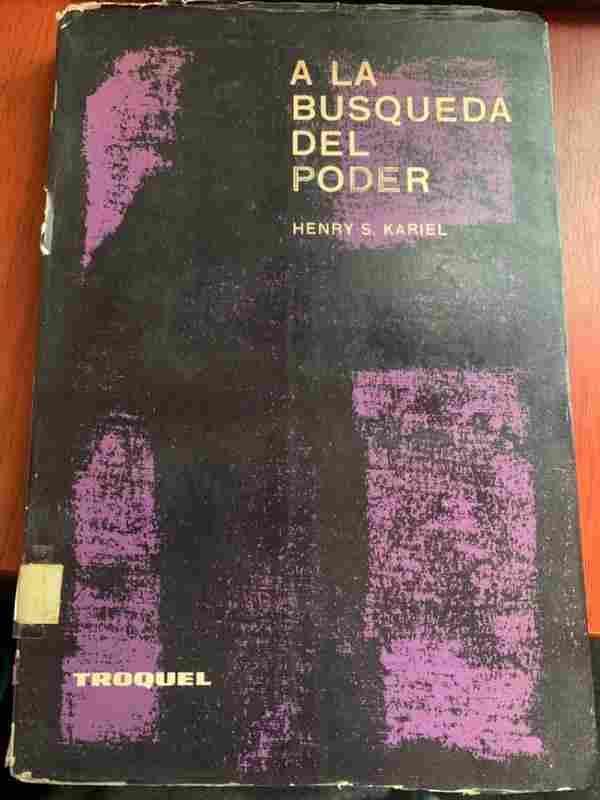 A LA
BUSQUEDA
DEL
PODER
HENRY S. KARIEL
TROQUEL